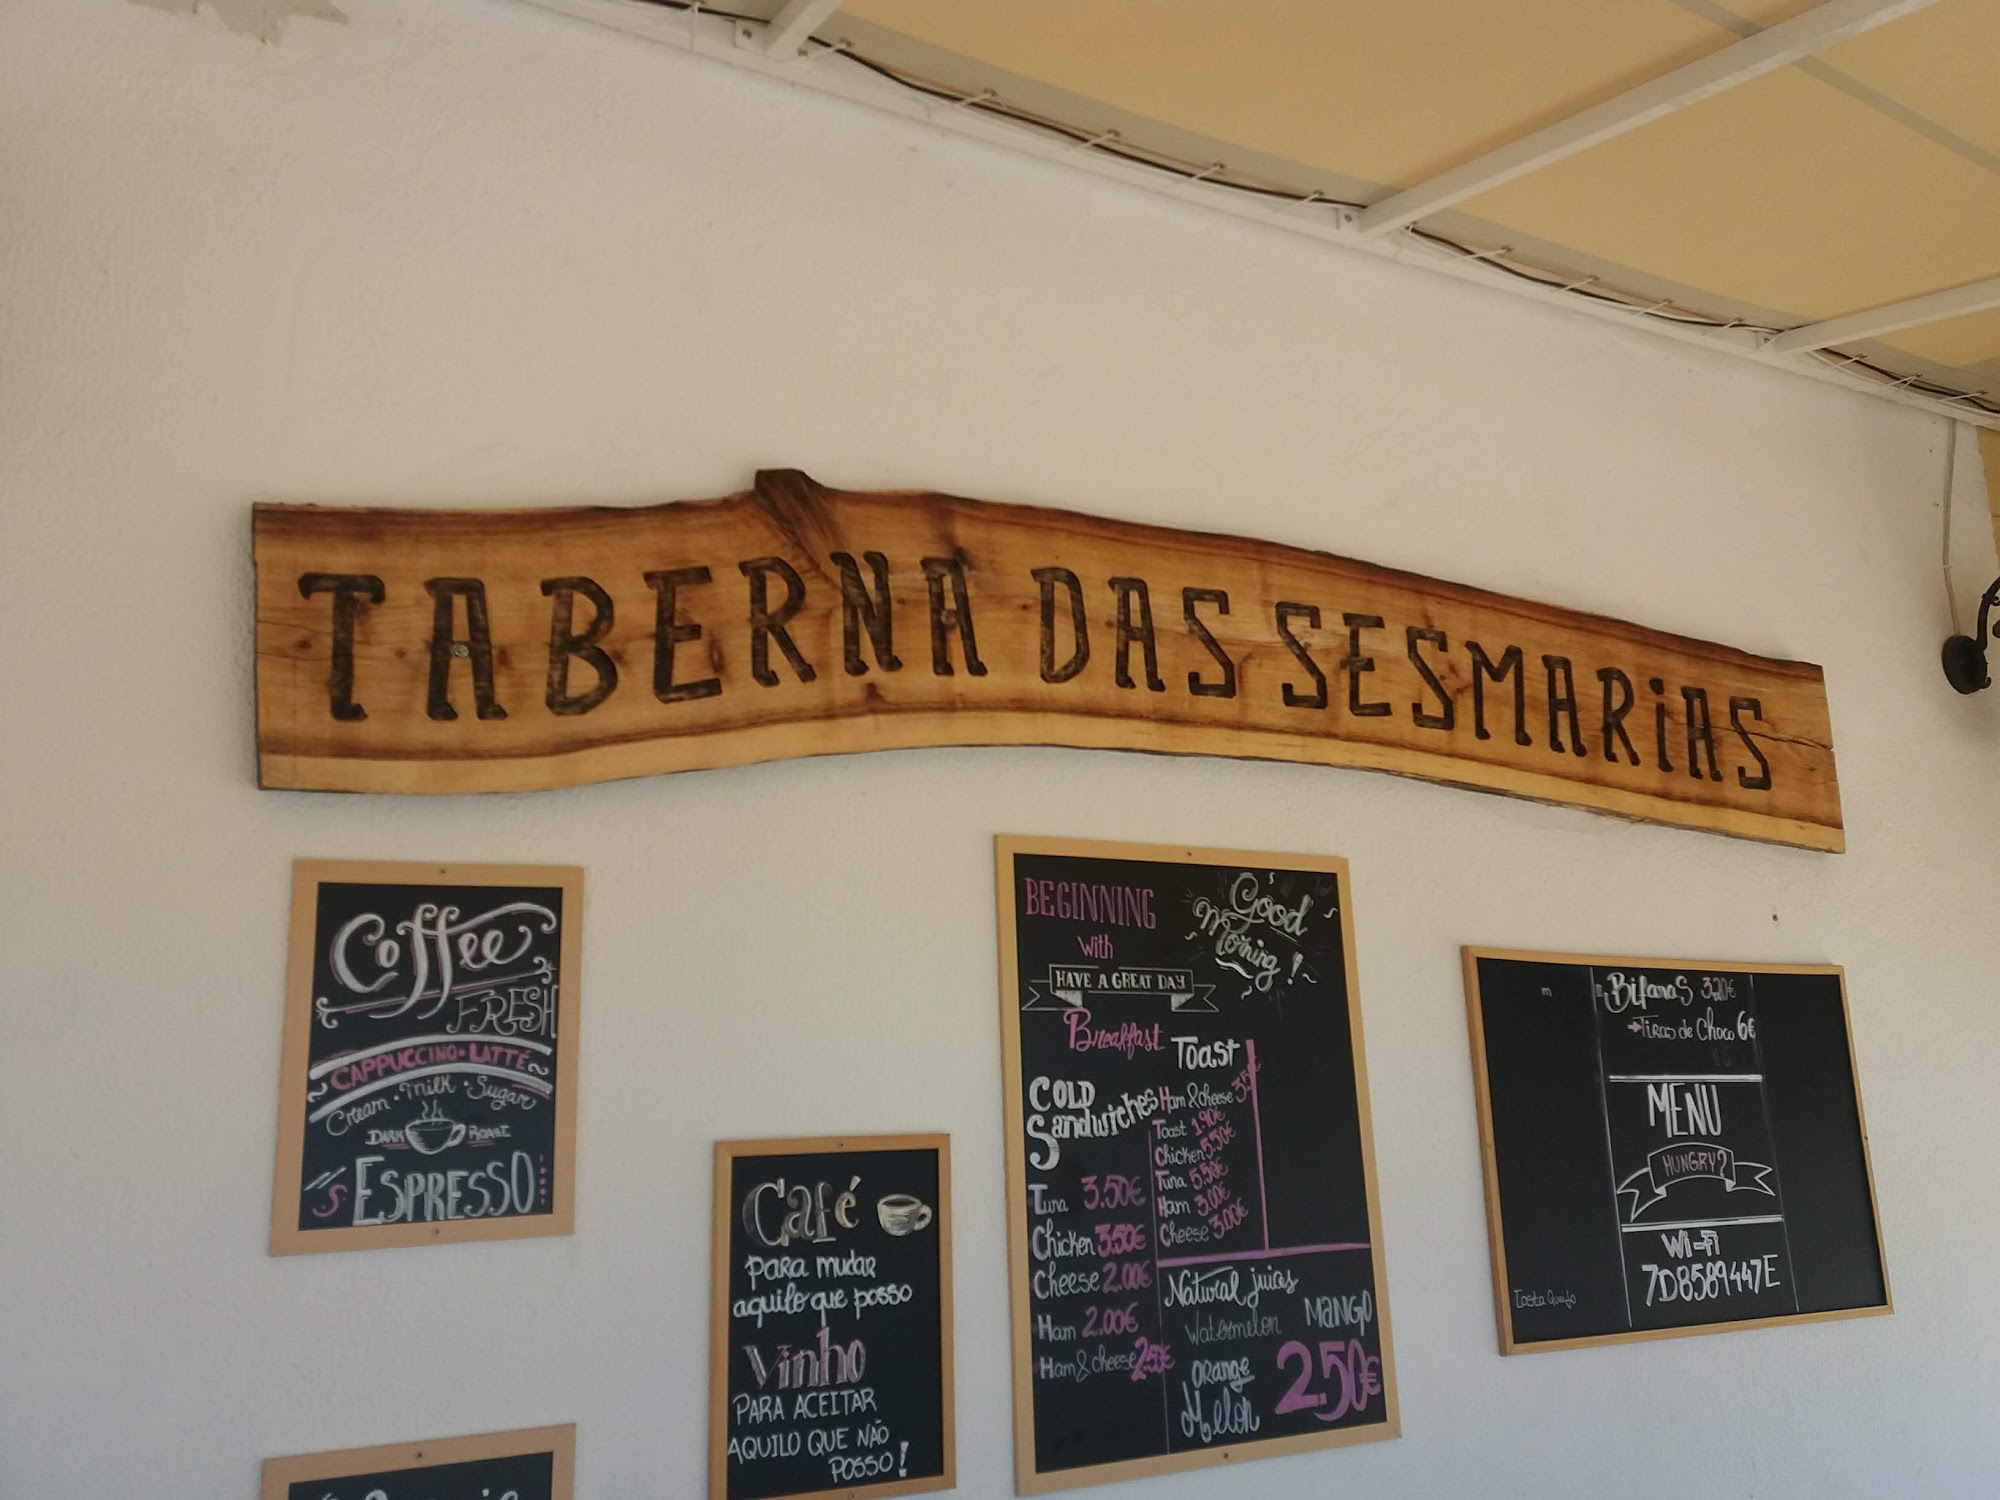 TABERNA DAS SESMARiAS
Coffee
FRESH
CAPPUCCINO • LATTÉ
Cream • milk • Sugar
DARK ROAST
ESPRESSO
Café
para mudar
aquilo que posso
Vinho
PARA ACEITAR
AQUILO QUE NÃO
POSSO!
BEGINNING
with
HAVE A GREAT DAY
Good
Morning!
Breakfast
COLD
Sandwiches
Tuna 3.50€
Chicken 3.50€
Cheese 2.00€
Ham 2.00€
Ham & cheese 2.50€
Toast
Ham & cheese
Toast 1.90€
Chicken 5.50€
Tuna 5.50€
Ham 3.00€
Cheese 3.00€
Natural juices
Watermelon
MANGO
orange
Melon
2.50€
Bifanas 3.20€
Tiras de Choco 6€
MENU
HUNGRY?
Wi-Fi
7D8589447E